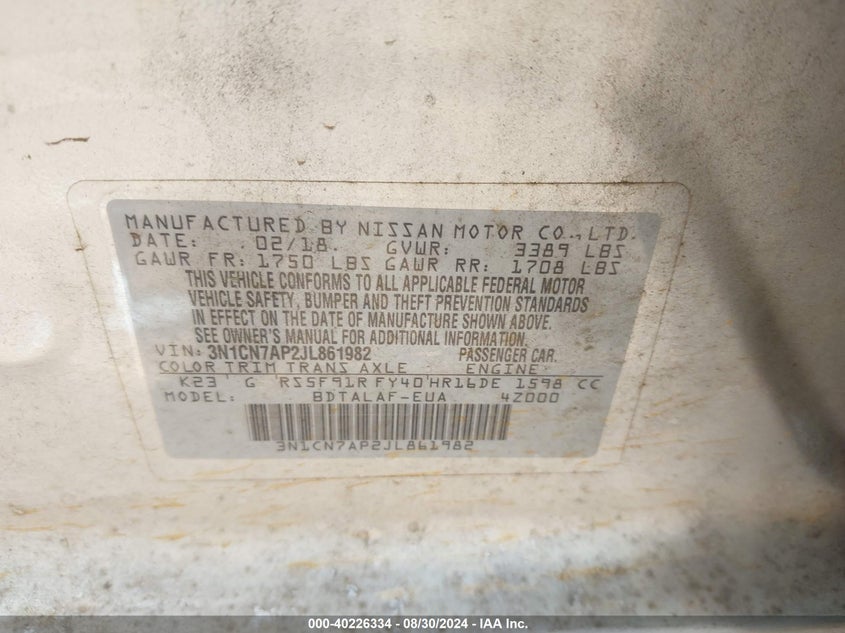 MANUFACTURED BY NISSAN MOTOR CO., LTD.
DATE: 02/18. GVWR: 3389 LBS
GAWR FR: 1750 LBS GAWR RR: 1708 LBS
THIS VEHICLE CONFORMS TO ALL APPLICABLE FEDERAL MOTOR
VEHICLE SAFETY, BUMPER AND THEFT PREVENTION STANDARDS
IN EFFECT ON THE DATE OF MANUFACTURE SHOWN ABOVE.
SEE OWNER'S MANUAL FOR ADDITIONAL INFORMATION.
VIN: 3N1CN7AP2JL861982 PASSENGER CAR.
COLOR TRIM TRANS AXLE ENGINE
K23 G RS5F91R FY40 HR16DE 1598 CC
MODEL: BDTALAF-EUA 4Z000
3N1CN7AP2JL861982
000-40226334 / 08/30/2024 - IAA Inc.